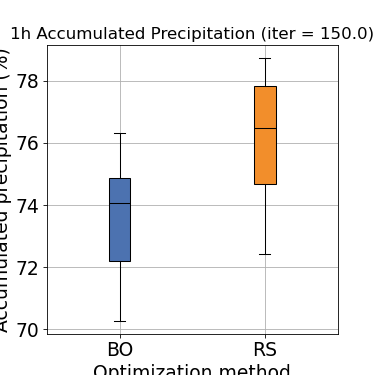 1h Accumulated Precipitation (iter = 150.0)
Accumulated precipitation (%)
78
76
74
72
70
BO RS
Optimization method